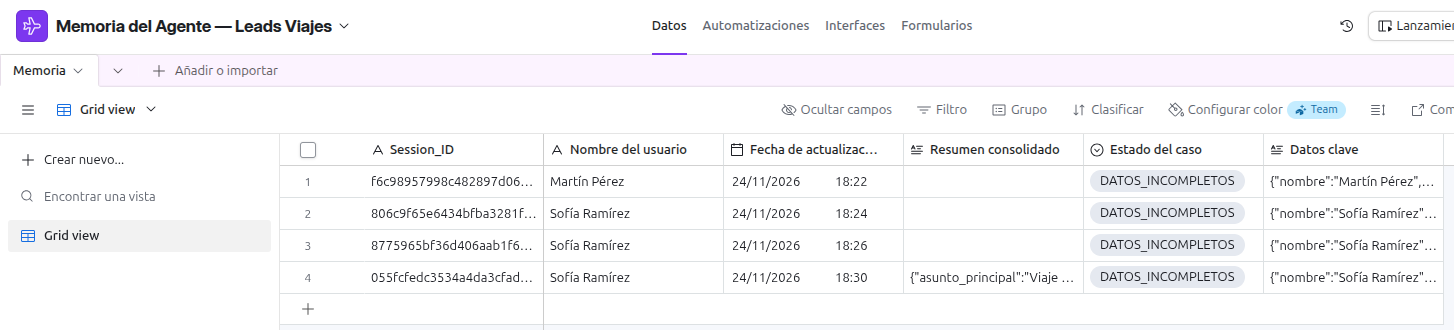 Memoria del Agente — Leads Viajes
Datos Automatizaciones Interfaces Formularios
Lanzamien
Memoria
Añadir o importar
Grid view
Ocultar campos Filtro Grupo Clasificar Configurar color Team Com
Crear nuevo...
Encontrar una vista
Grid view
Session_ID Nombre del usuario Fecha de actualizac... Resumen consolidado Estado del caso Datos clave
1 f6c98957998c482897d06... Martín Pérez 24/11/2026 18:22 DATOS_INCOMPLETOS {"nombre":"Martín Pérez",...
2 806c9f65e6434bfba3281f... Sofía Ramírez 24/11/2026 18:24 DATOS_INCOMPLETOS {"nombre":"Sofía Ramírez"...
3 8775965bf36d406aab1f6... Sofía Ramírez 24/11/2026 18:26 DATOS_INCOMPLETOS {"nombre":"Sofía Ramírez"...
4 055fcfedc3534a4da3cfad... Sofía Ramírez 24/11/2026 18:30 {"asunto_principal":"Viaje ... DATOS_INCOMPLETOS {"nombre":"Sofía Ramírez"...